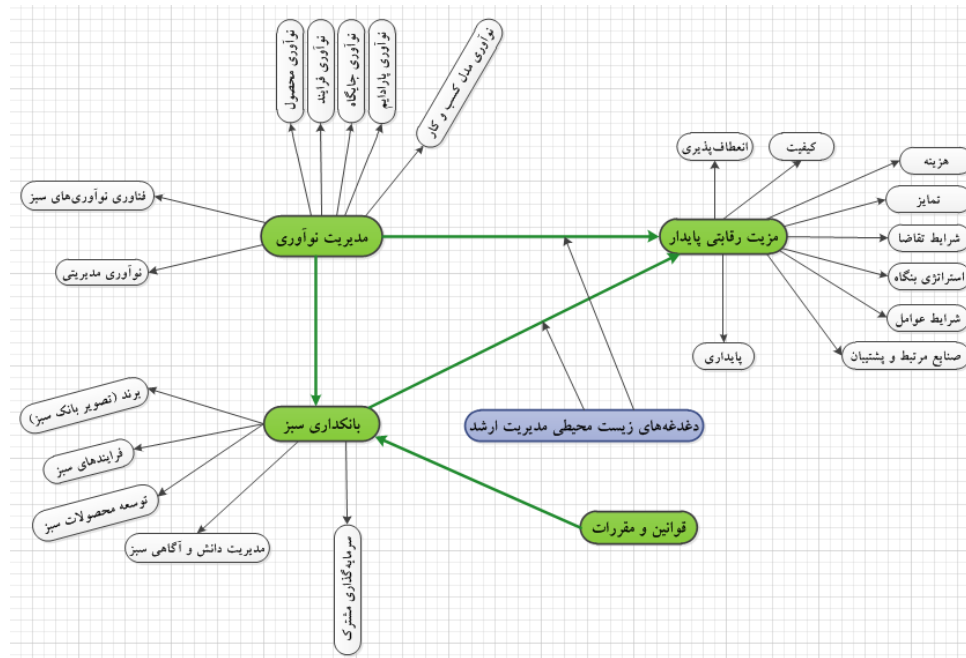 نوآوری محصول
نوآوری فرایند
نوآوری جایگاه
نوآوری پارادایم
نوآوری مدل کسب و کار
فناوری نوآوری‌های سبز
نوآوری مدیریتی
مدیریت نوآوری
انعطاف‌پذیری
کیفیت
هزینه
تمایز
شرایط تقاضا
استراتژی بنگاه
شرایط عوامل
صنایع مرتبط و پشتیبان
پایداری
مزیت رقابتی پایدار
دغدغه‌های زیست محیطی مدیریت ارشد
بانکداری سبز
برند (تصویر بانک سبز)
فرایندهای سبز
توسعه محصولات سبز
مدیریت دانش و آگاهی سبز
سرمایه‌گذاری مشترک
قوانین و مقررات